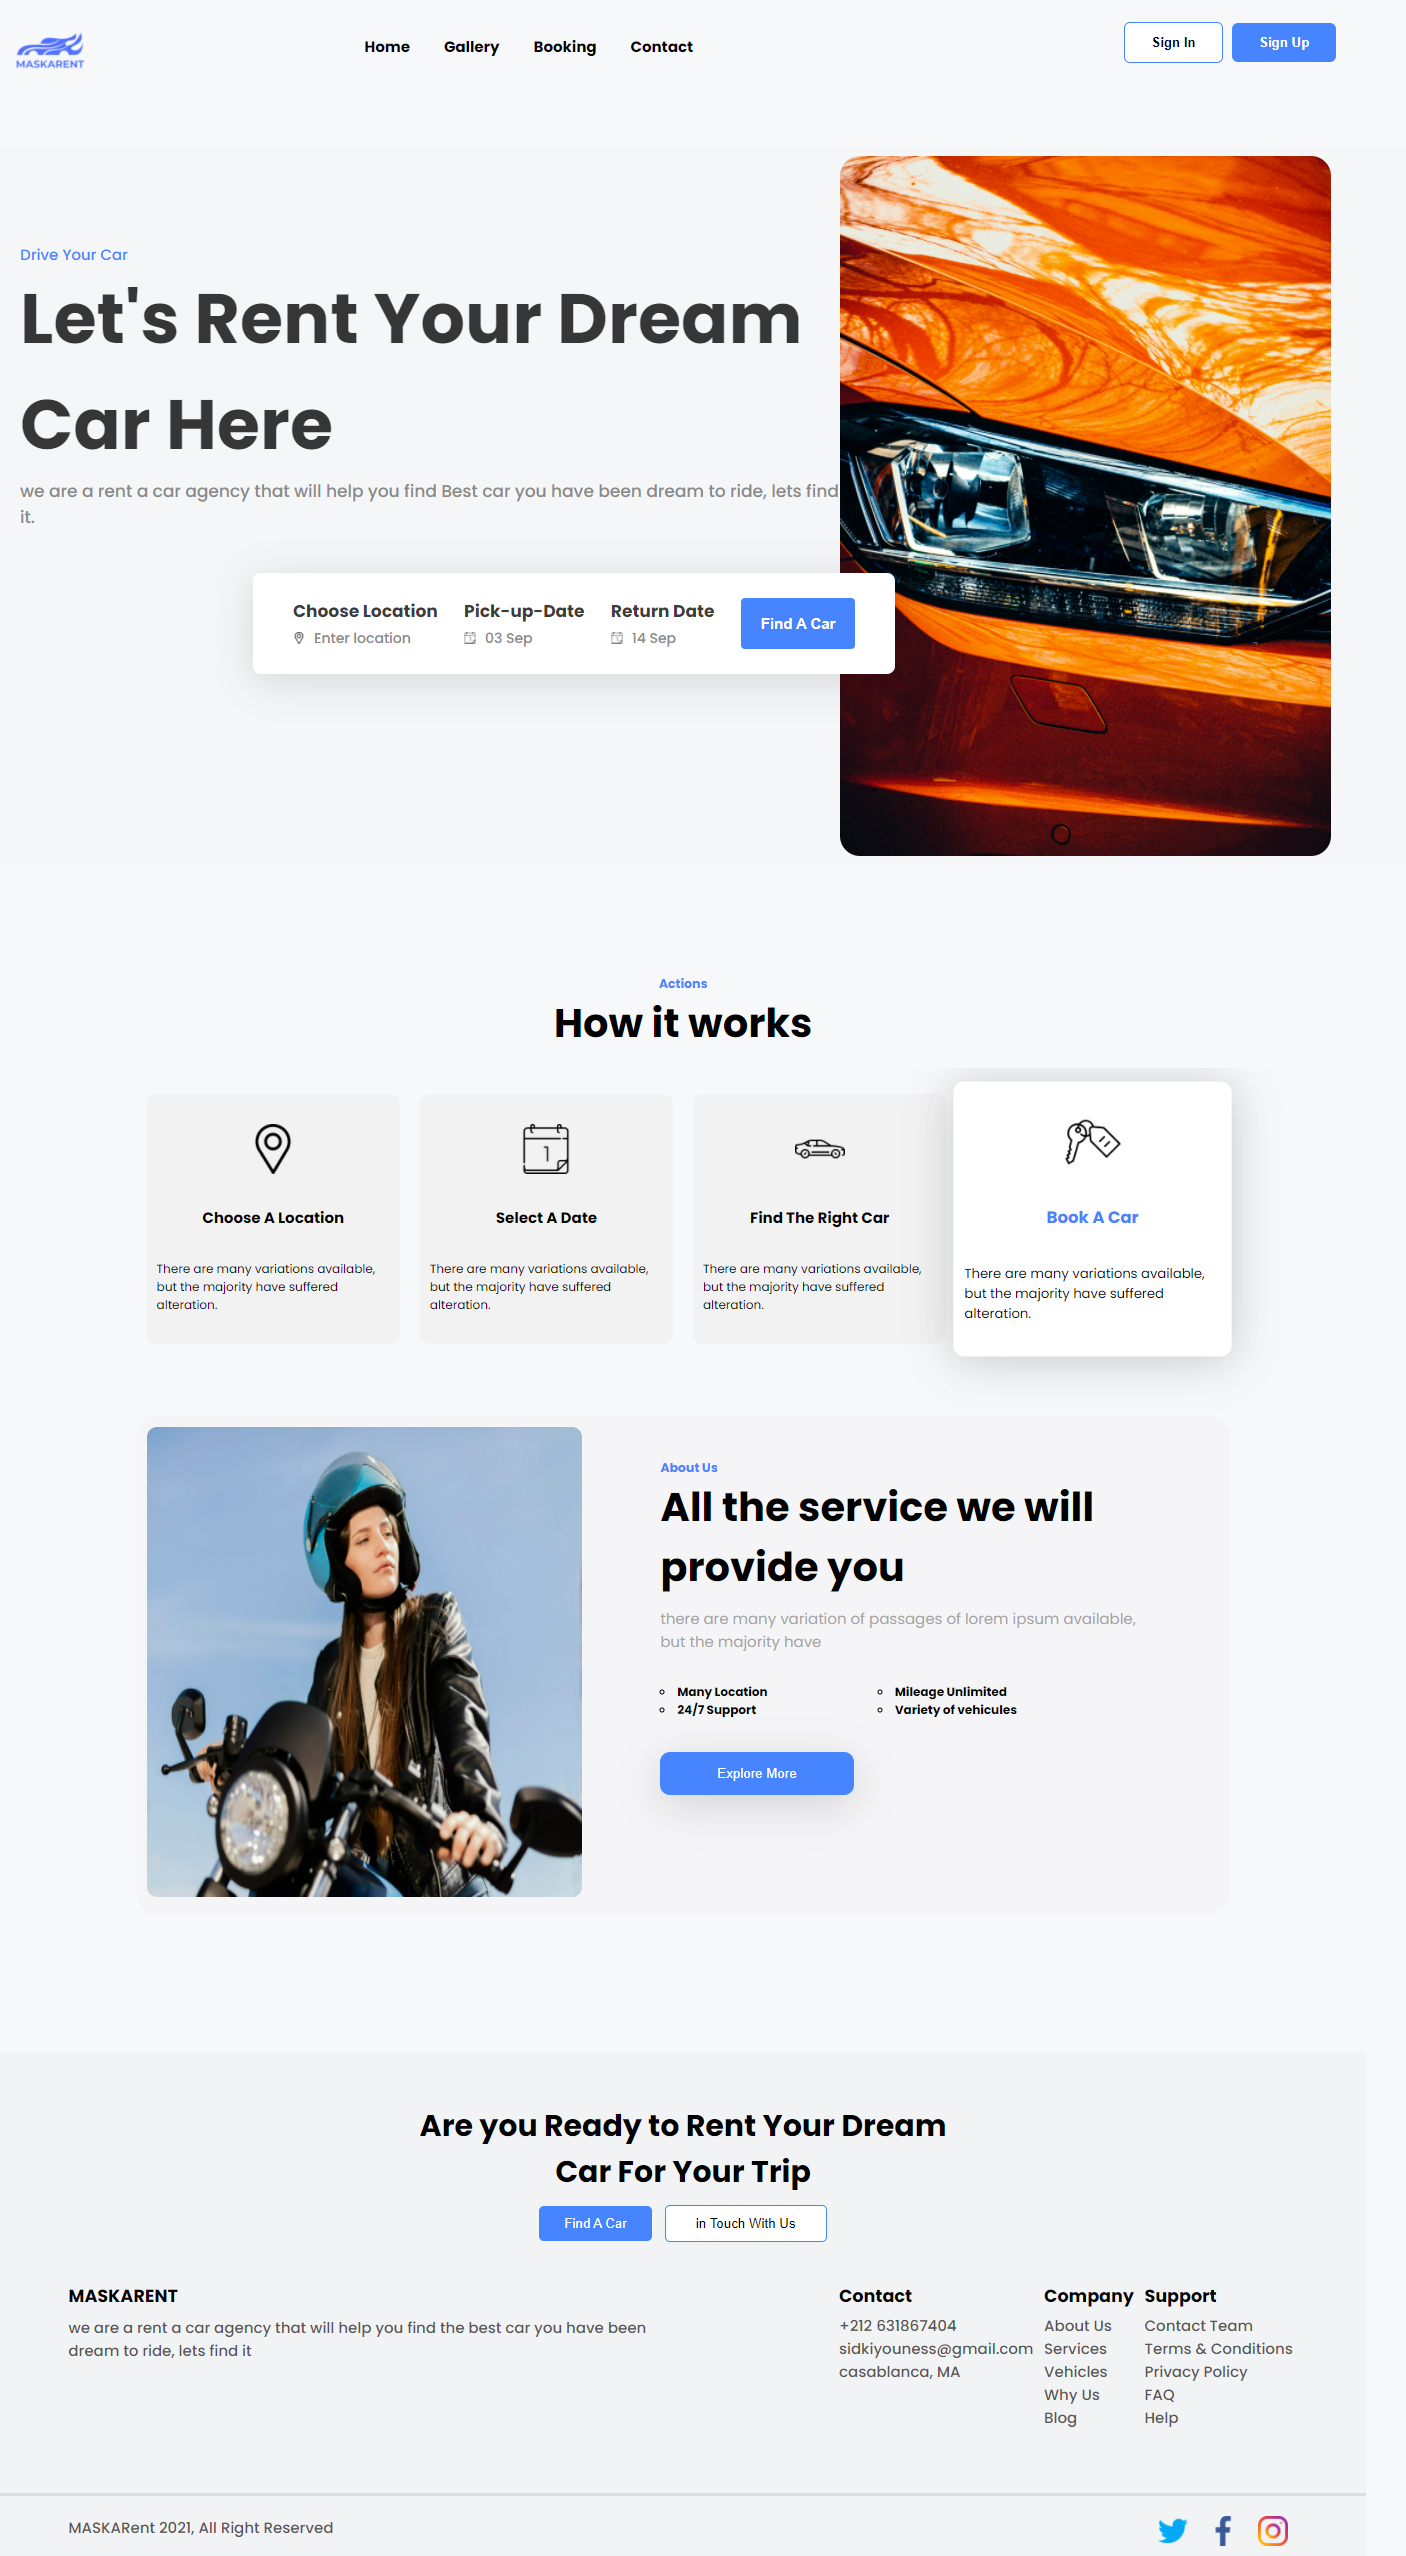 MASKARENT
Home Gallery Booking Contact
Sign In Sign Up
Drive Your Car
Let's Rent Your Dream
Car Here
we are a rent a car agency that will help you find Best car you have been dream to ride, lets find
it.
Choose Location Pick-up-Date Return Date
Enter location 03 Sep 14 Sep
Find A Car
Actions
How it works
1
Choose A Location
There are many variations available,
but the majority have suffered
alteration.
Select A Date
There are many variations available,
but the majority have suffered
alteration.
Find The Right Car
There are many variations available,
but the majority have suffered
alteration.
Book A Car
There are many variations available,
but the majority have suffered
alteration.
About Us
All the service we will
provide you
there are many variation of passages of lorem ipsum available,
but the majority have
Many Location
24/7 Support
Mileage Unlimited
Variety of vehicules
Explore More
Are you Ready to Rent Your Dream
Car For Your Trip
Find A Car in Touch With Us
MASKARENT
we are a rent a car agency that will help you find the best car you have been
dream to ride, lets find it
Contact
+212 631867404
sidkiyouness@gmail.com
casablanca, MA
Company
About Us
Services
Vehicles
Why Us
Blog
Support
Contact Team
Terms & Conditions
Privacy Policy
FAQ
Help
MASKARent 2021, All Right Reserved